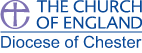 THE CHURCH
OF ENGLAND
Diocese of Chester